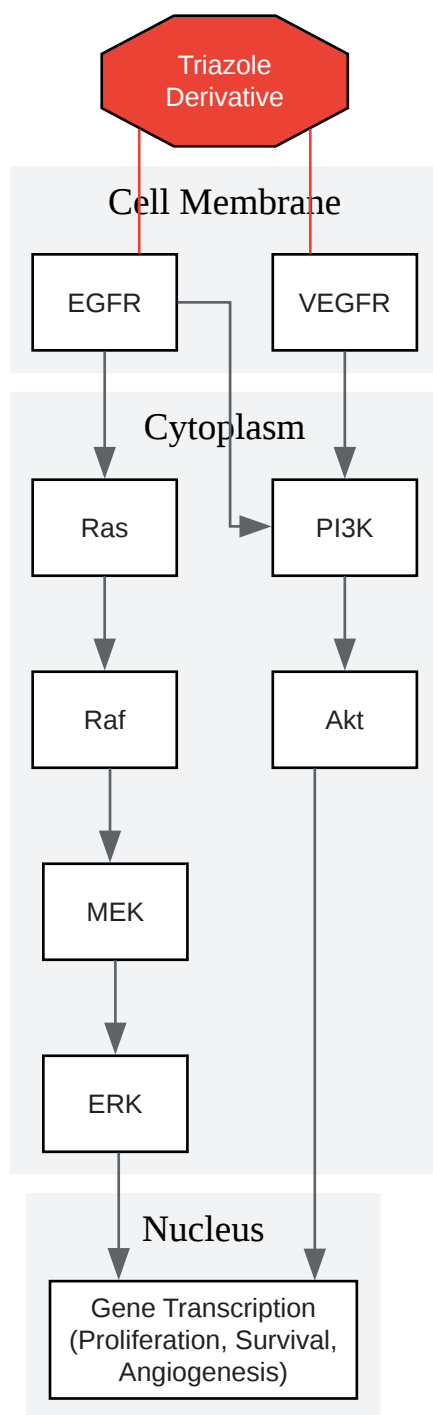 Triazole
Derivative
Cell Membrane
EGFR
VEGFR
Cytoplasm
Ras
PI3K
Raf
Akt
MEK
ERK
Nucleus
Gene Transcription
(Proliferation, Survival,
Angiogenesis)